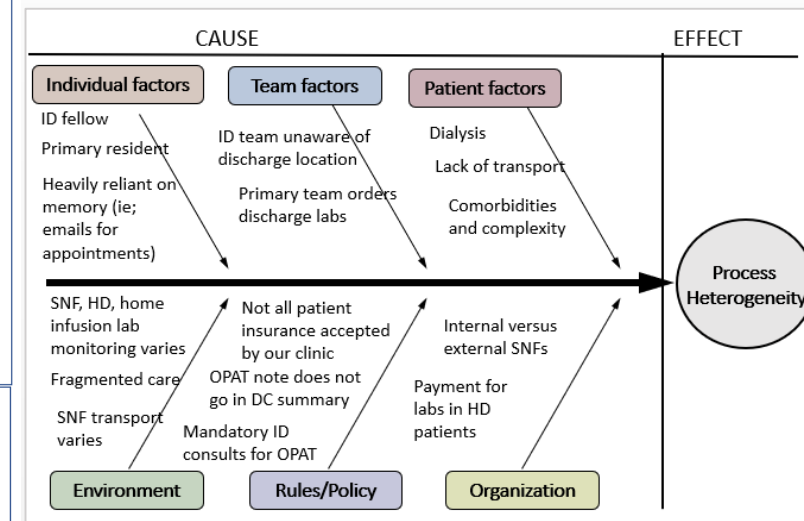 CAUSE
EFFECT
Individual factors
Team factors
Patient factors
ID fellow
Primary resident
Heavily reliant on
memory (ie;
emails for
appointments)
ID team unaware of
discharge location
Primary team orders
discharge labs
Dialysis
Lack of transport
Comorbidities
and complexity
Process
Heterogeneity
SNF, HD, home
infusion lab
monitoring varies
Fragmented care
SNF transport
varies
Not all patient
insurance accepted
by our clinic
OPAT note does not
go in DC summary
Mandatory ID
consults for OPAT
Internal versus
external SNFs
Payment for
labs in HD
patients
Environment
Rules/Policy
Organization